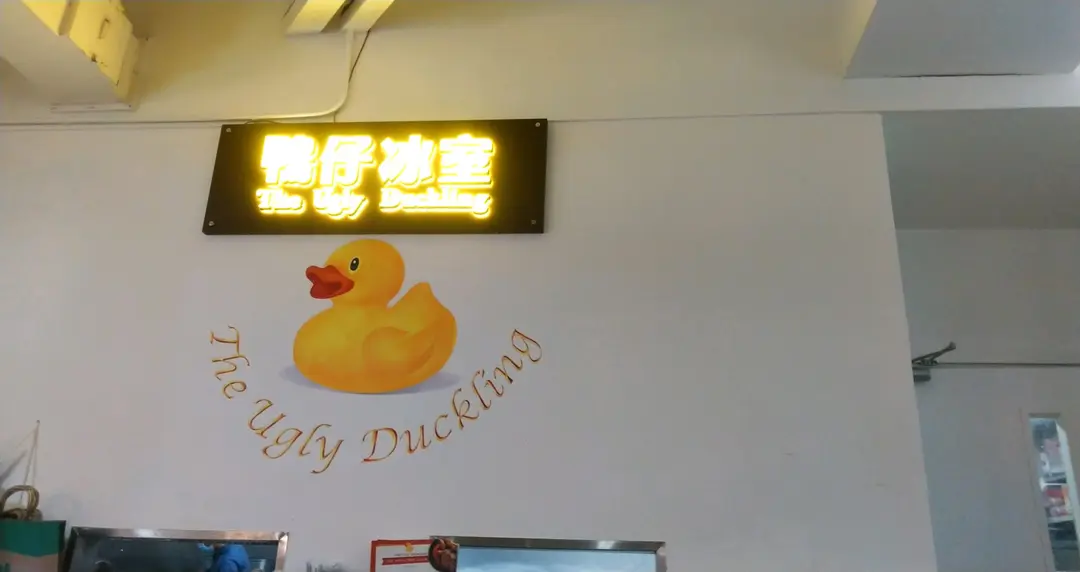 鴨仔冰室
The Ugly Duckling
The Ugly Duckling